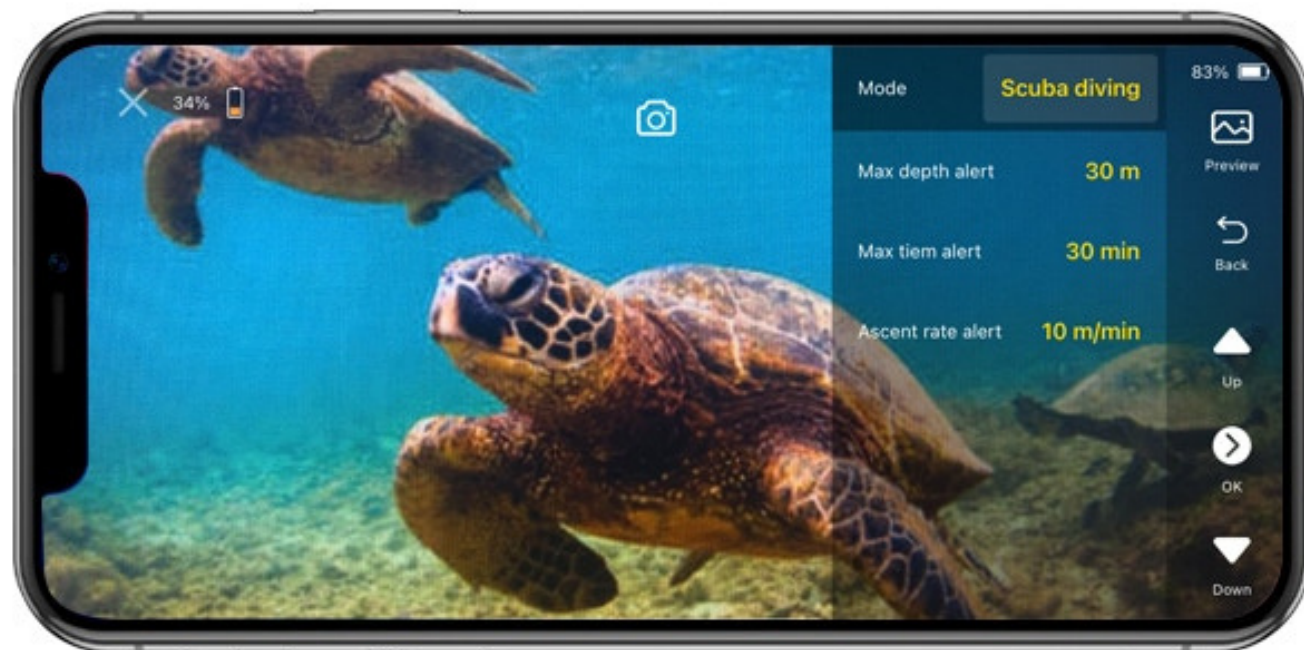 34%
83%
Mode Scuba diving
Max depth alert 30 m
Max tiem alert 30 min
Ascent rate alert 10 m/min
Preview
Back
Up
OK
Down